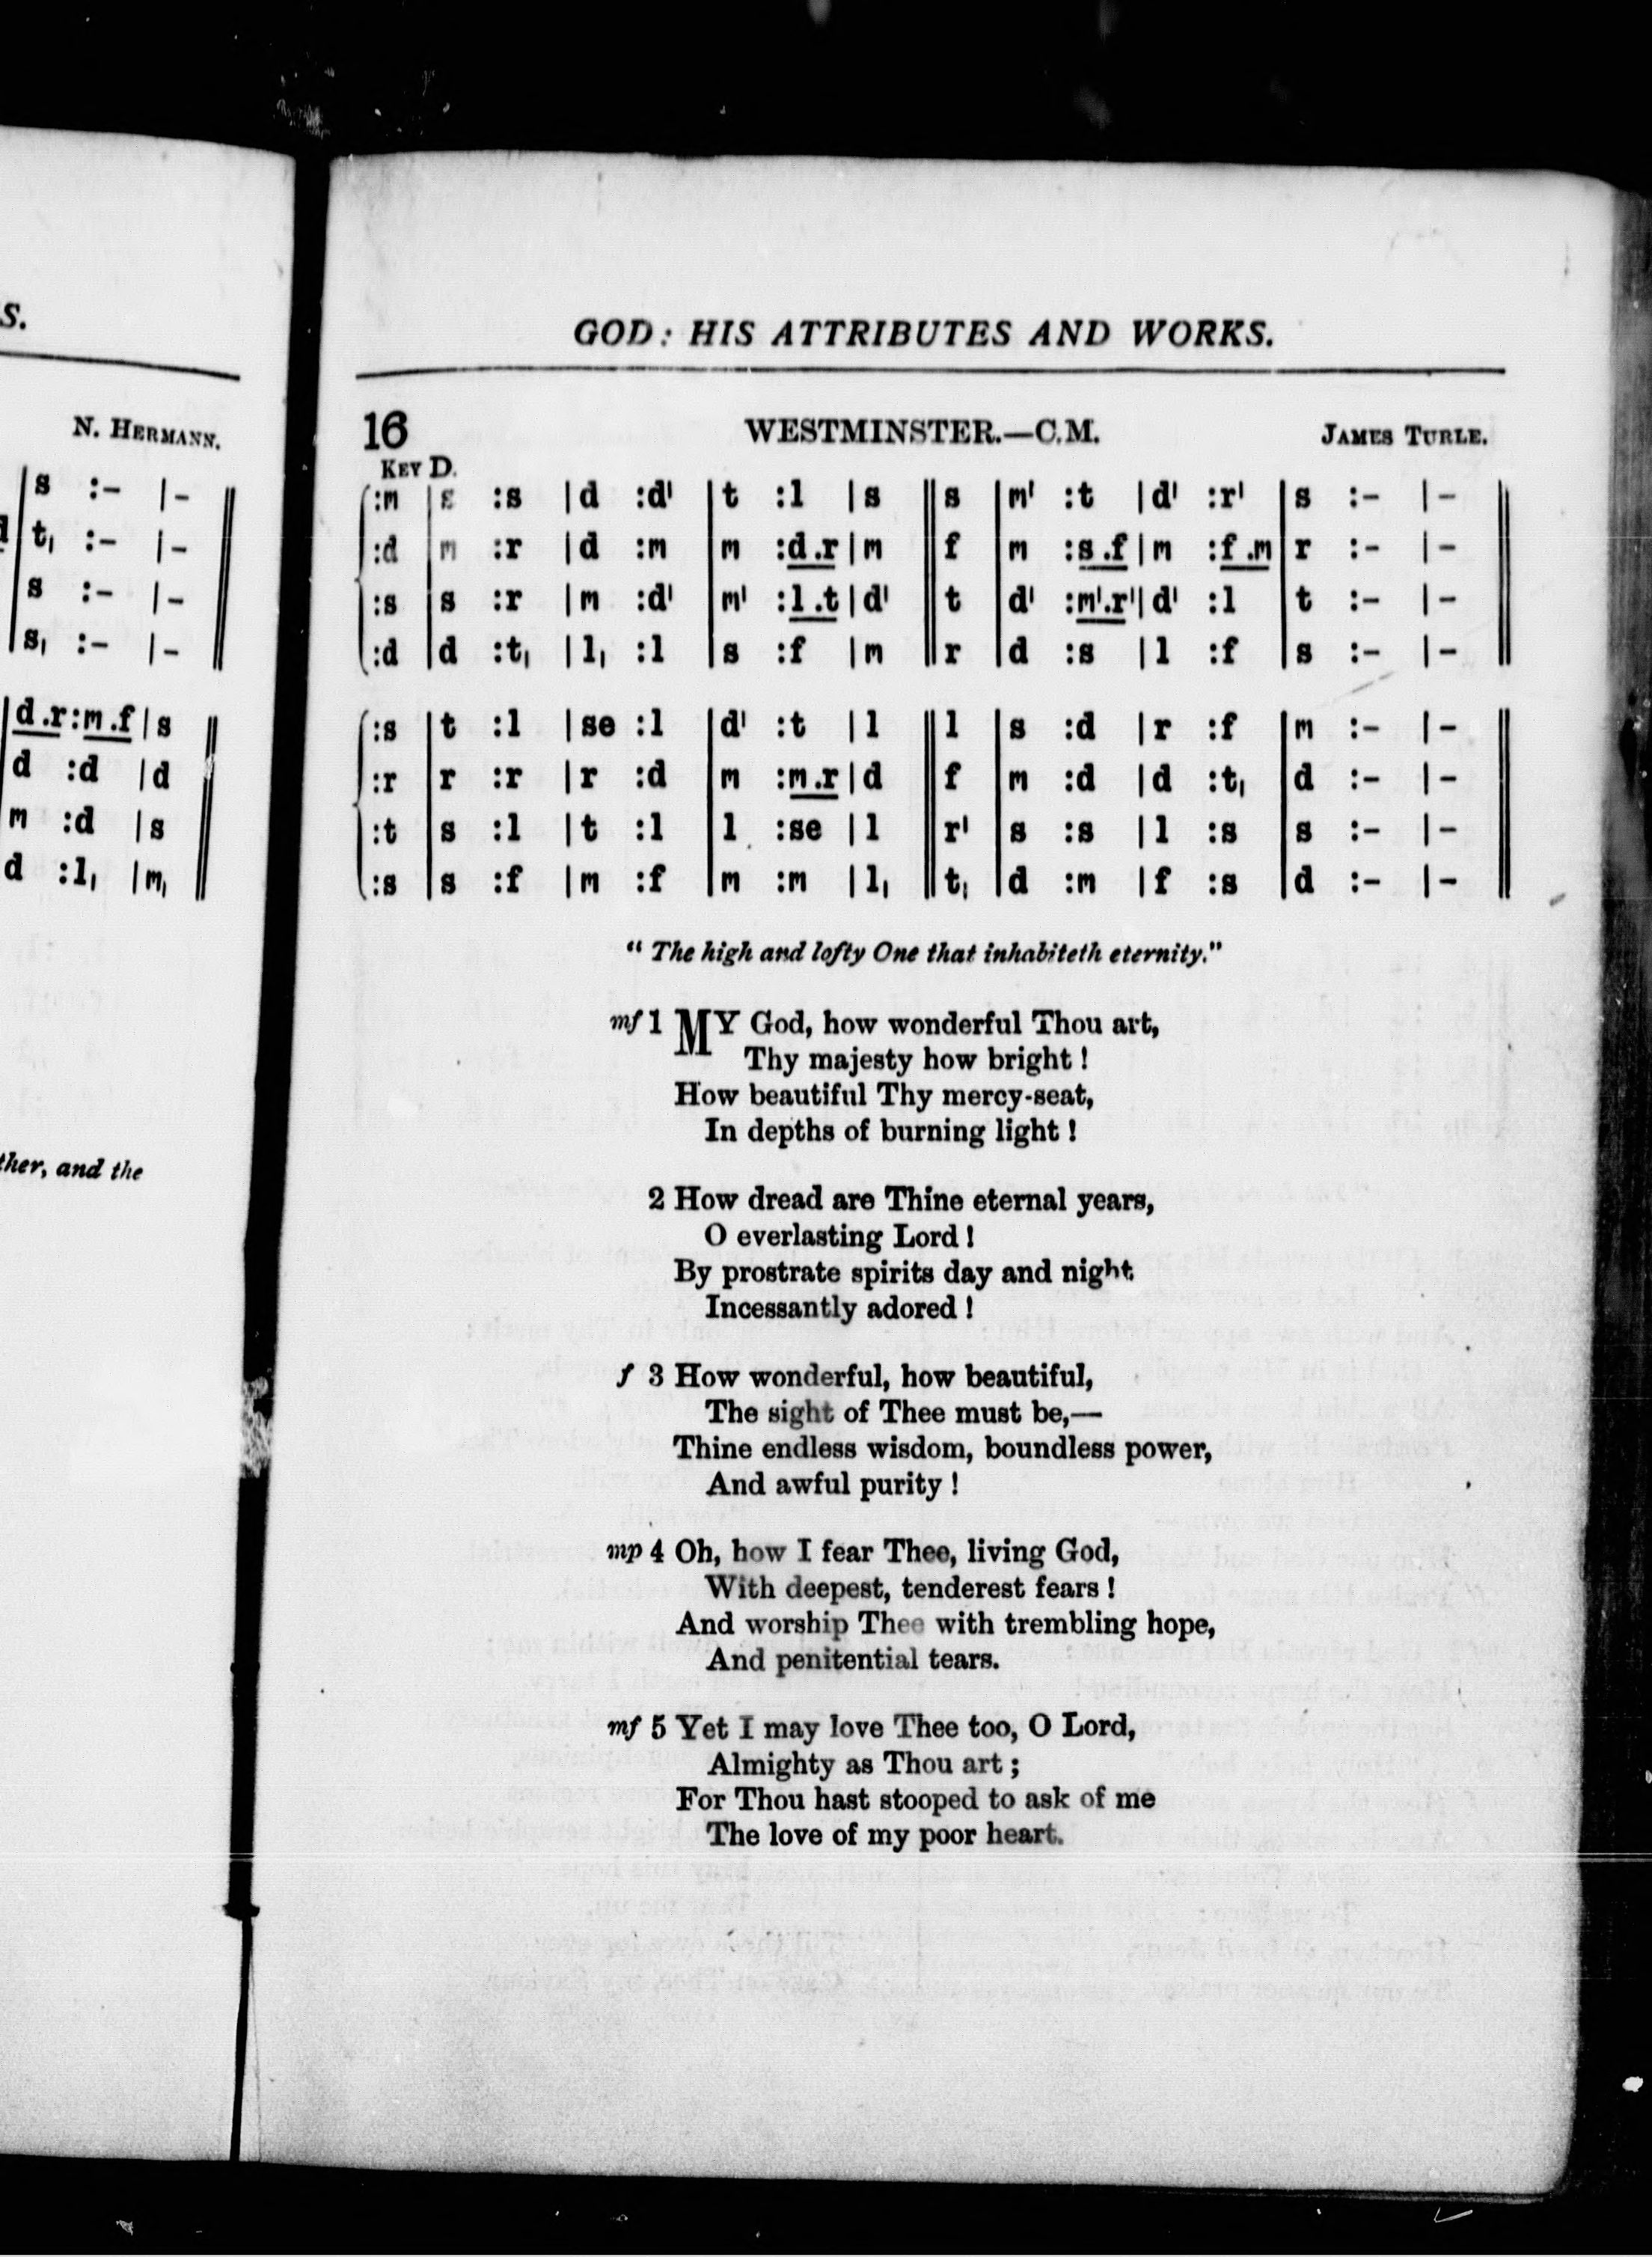 S.
N. HERMANN.
|s :– |–
d|t, :– |–
|s :– |–
|s, :– |–
|d.r:m.f|s
d :d |d
m :d |s
d :l, |m,
ther, and the
GOD: HIS ATTRIBUTES AND WORKS.
16 WESTMINSTER.—C.M. JAMES TURLE.
KEY D.
:m |s :s |d :d' |t :l |s ||s |m' :t |d' :r' |s :– |–
:d |m :r |d :m |m :d.r|m ||f |m :s.f|m :f.m|r :– |–
:s |s :r |m :d' |m' :l.t|d' ||t |d' :m'.r'|d' :l |t :– |–
:d |d :t, |l, :l |s :f |m ||r |d :s |l :f |s :– |–
:s |t :l |se :l |d' :t |l ||l |s :d |r :f |m :– |–
:r |r :r |r :d |m :m.r|d ||f |m :d |d :t, |d :– |–
:t |s :l |t :l |l :se |l ||r' |s :s |l :s |s :– |–
:s |s :f |m :f |m :m |l, ||t, |d :m |f :s |d :– |–
"The high and lofty One that inhabiteth eternity."
mf 1 MY God, how wonderful Thou art,
Thy majesty how bright!
How beautiful Thy mercy-seat,
In depths of burning light!
2 How dread are Thine eternal years,
O everlasting Lord!
By prostrate spirits day and night
Incessantly adored!
f 3 How wonderful, how beautiful,
The sight of Thee must be,—
Thine endless wisdom, boundless power,
And awful purity!
mp 4 Oh, how I fear Thee, living God,
With deepest, tenderest fears!
And worship Thee with trembling hope,
And penitential tears.
mf 5 Yet I may love Thee too, O Lord,
Almighty as Thou art;
For Thou hast stooped to ask of me
The love of my poor heart.